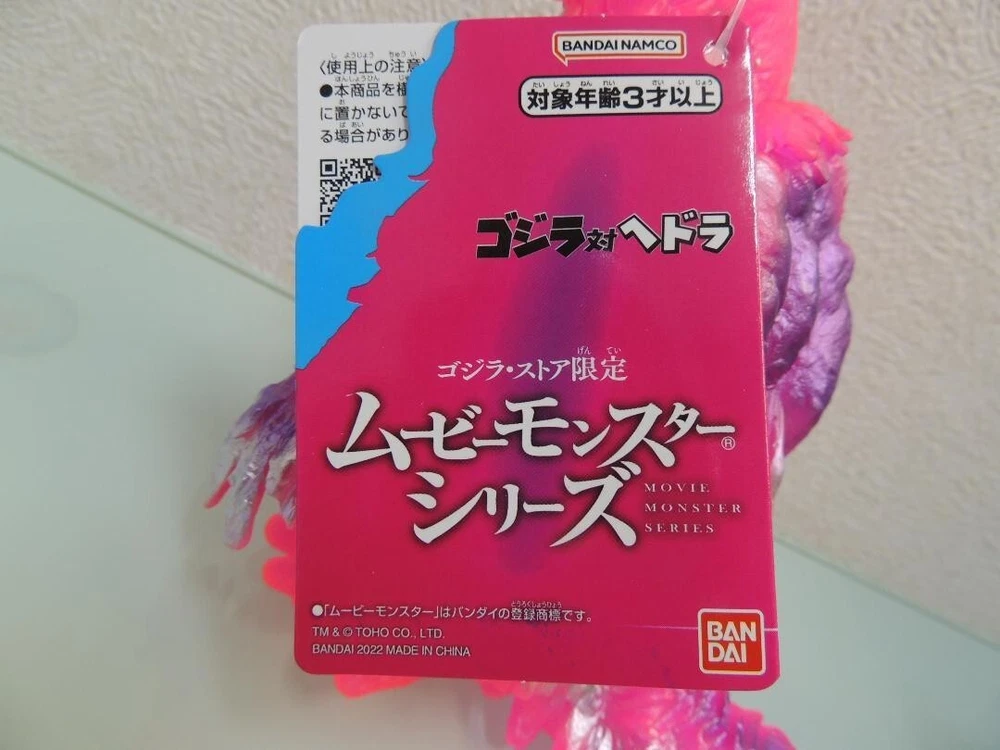 〈使用上の注意〉
●本商品を極
に置かないで
る場合があり
BANDAI NAMCO
対象年齢3才以上
ゴジラ対ヘドラ
ゴジラ・ストア限定
ムービーモンスター®
シリーズ
MOVIE
MONSTER
SERIES
●「ムービーモンスター」はバンダイの登録商標です。
TM & © TOHO CO., LTD.
BANDAI 2022 MADE IN CHINA
BAN
DAI